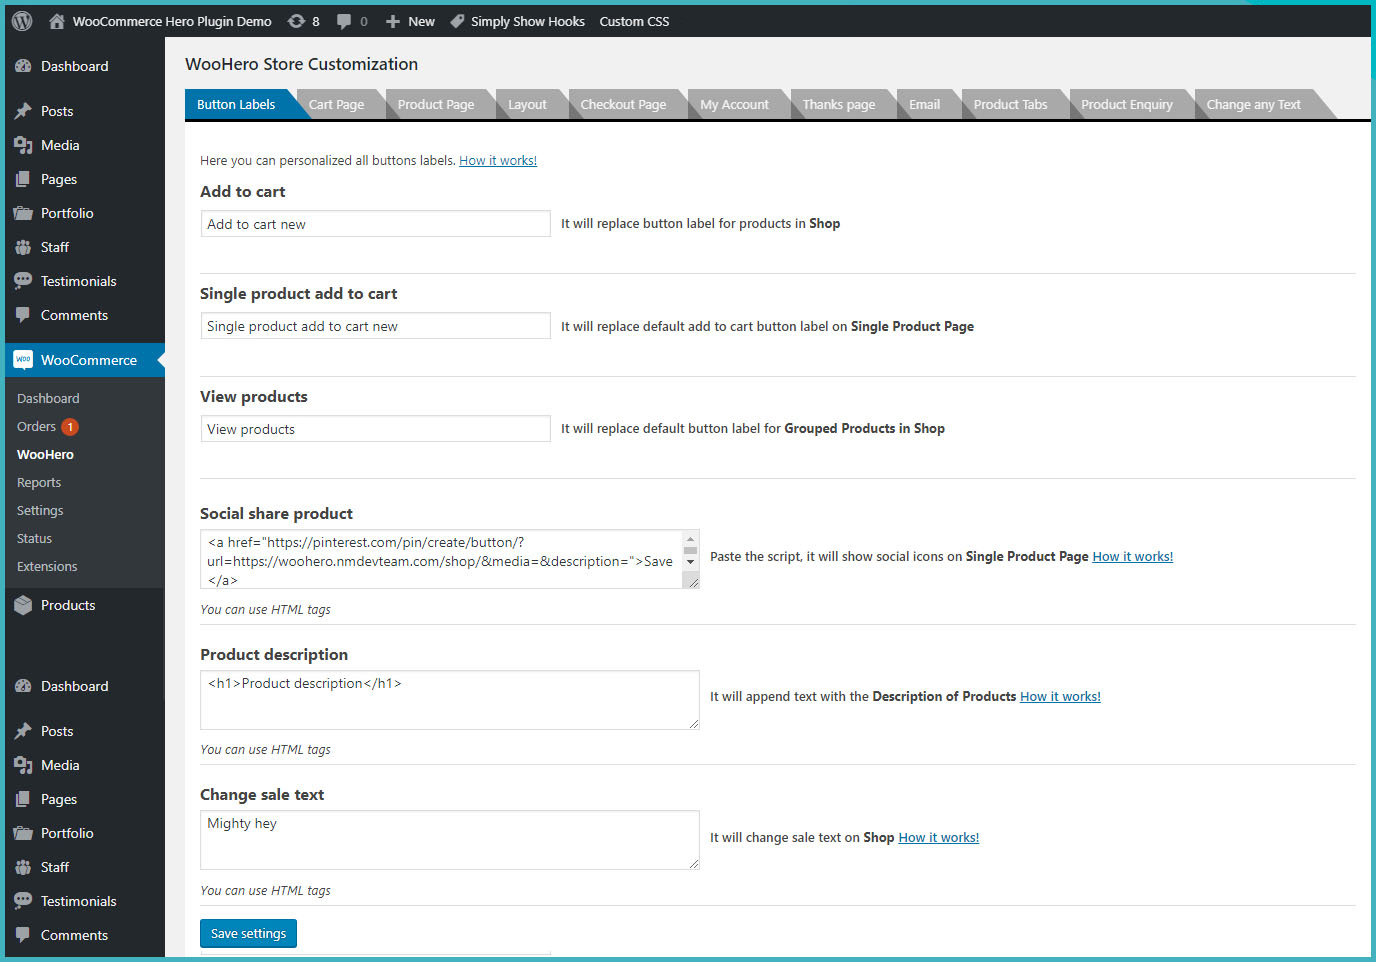 WooCommerce Hero Plugin Demo 8 0 New Simply Show Hooks Custom CSS
Dashboard
Posts
Media
Pages
Portfolio
Staff
Testimonials
Comments
WOO WooCommerce
Dashboard
Orders 1
WooHero
Reports
Settings
Status
Extensions
Products
Dashboard
Posts
Media
Pages
Portfolio
Staff
Testimonials
Comments
WooHero Store Customization
Button Labels Cart Page Product Page Layout Checkout Page My Account Thanks page Email Product Tabs Product Enquiry Change any Text
Here you can personalized all buttons labels. How it works!
Add to cart
Add to cart new It will replace button label for products in Shop
Single product add to cart
Single product add to cart new It will replace default add to cart button label on Single Product Page
View products
View products It will replace default button label for Grouped Products in Shop
Social share product
<a href="https://pinterest.com/pin/create/button/?
url=https://woohero.nmdevteam.com/shop/&media=&description=">Save
</a>
Paste the script, it will show social icons on Single Product Page How it works!
You can use HTML tags
Product description
<h1>Product description</h1>
It will append text with the Description of Products How it works!
You can use HTML tags
Change sale text
Mighty hey
It will change sale text on Shop How it works!
You can use HTML tags
Save settings